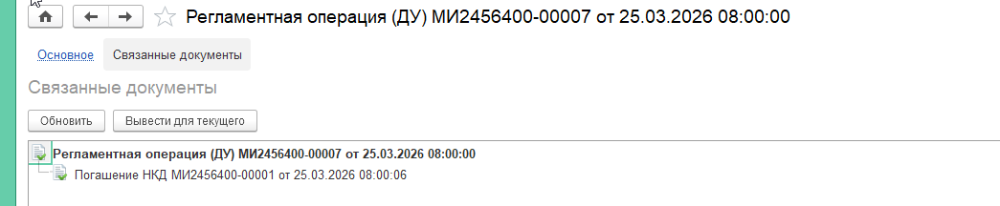 Регламентная операция (ДУ) МИ2456400-00007 от 25.03.2026 08:00:00
Основное Связанные документы
Связанные документы
Обновить Вывести для текущего
Регламентная операция (ДУ) МИ2456400-00007 от 25.03.2026 08:00:00
Погашение НКД МИ2456400-00001 от 25.03.2026 08:00:06